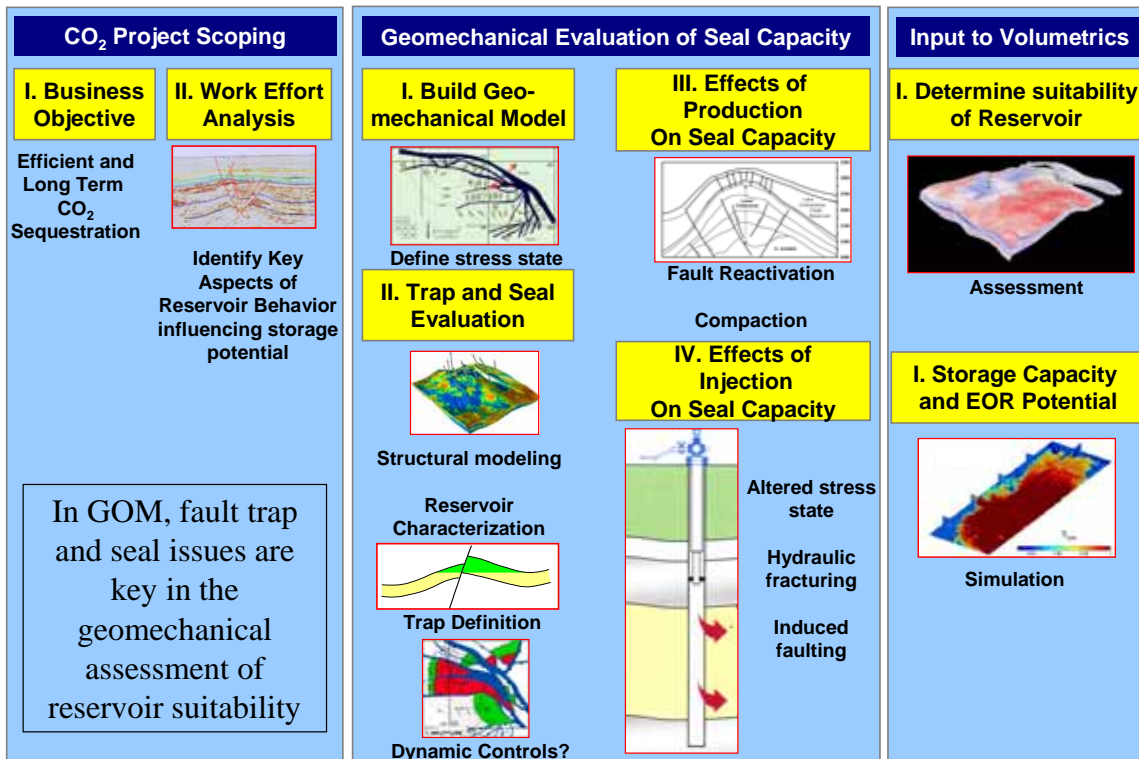 CO₂ Project Scoping
I. Business
Objective
Efficient and
Long Term
CO₂
Sequestration
II. Work Effort
Analysis
Identify Key
Aspects of
Reservoir Behavior
influencing storage
potential
In GOM, fault trap
and seal issues are
key in the
geomechanical
assessment of
reservoir suitability
Geomechanical Evaluation of Seal Capacity
I. Build Geo-
mechanical Model
Define stress state
II. Trap and Seal
Evaluation
Structural modeling
Reservoir
Characterization
Trap Definition
Dynamic Controls?
III. Effects of
Production
On Seal Capacity
Fault Reactivation
Compaction
IV. Effects of
Injection
On Seal Capacity
Altered stress
state
Hydraulic
fracturing
Induced
faulting
Input to Volumetrics
I. Determine suitability
of Reservoir
Assessment
I. Storage Capacity
and EOR Potential
Simulation